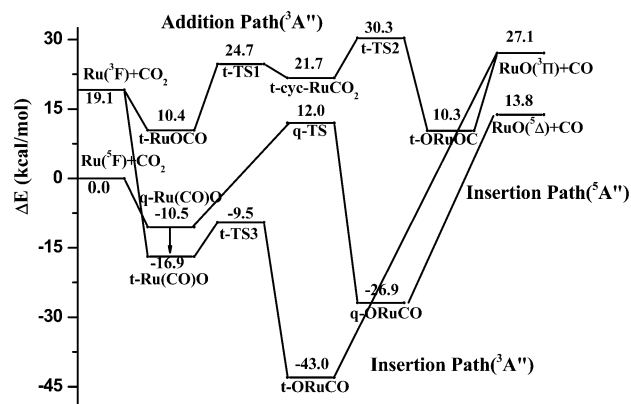 Addition Path(³A")
30.3
t-TS2
30
27.1
24.7
t-TS1
21.7
t-cyc-RuCO₂
RuO(³Π)+CO
Ru(³F)+CO₂
19.1
15
10.4
t-RuOCO
12.0
q-TS
10.3
t-ORuOC
13.8
RuO(⁵Δ)+CO
Ru(⁵F)+CO₂
0
0.0
q-Ru(CO)O
-10.5
-9.5
t-TS3
Insertion Path(⁵A")
-15
-16.9
t-Ru(CO)O
-26.9
q-ORuCO
-30
-43.0
t-ORuCO
Insertion Path(³A")
-45
ΔE (kcal/mol)